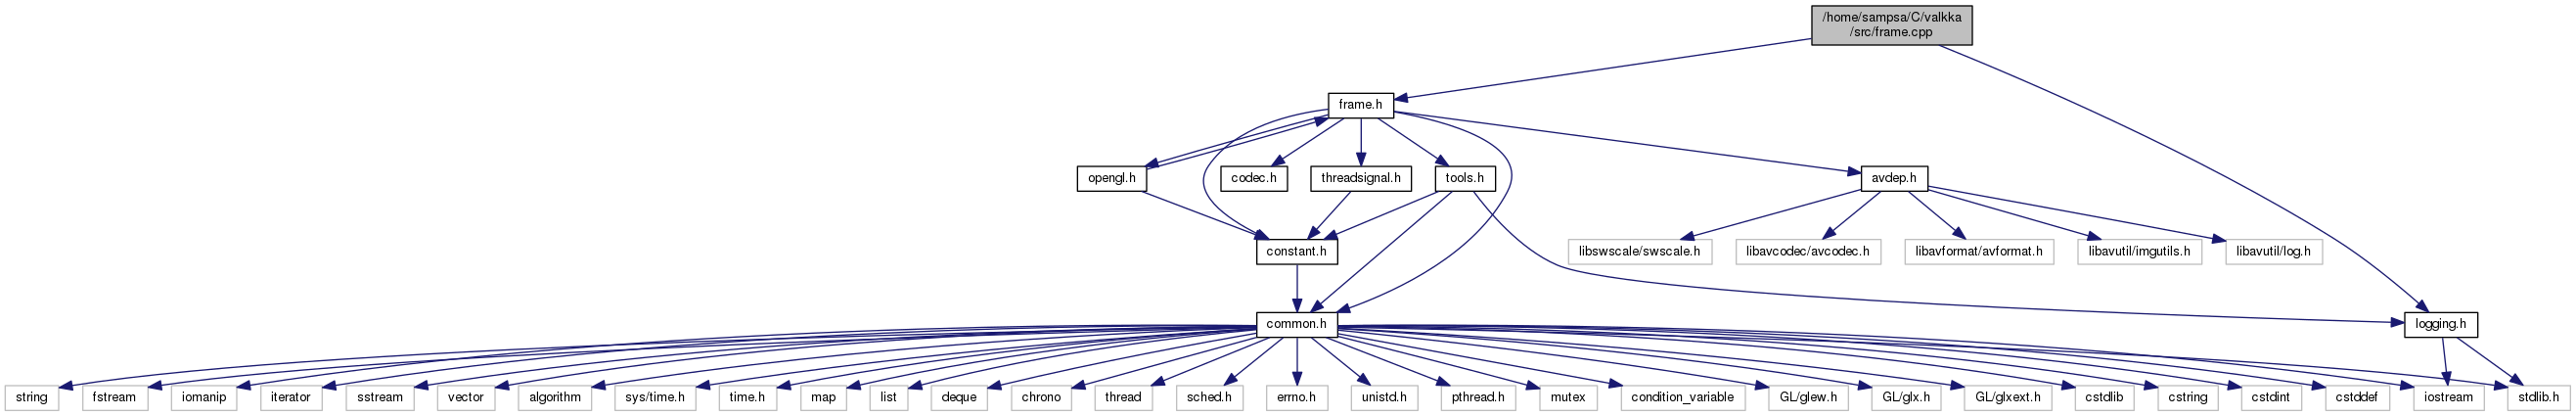 /home/sampsa/C/valkka
/src/frame.cpp
frame.h
opengl.h
codec.h
threadsignal.h
tools.h
avdep.h
constant.h
libswscale/swscale.h
libavcodec/avcodec.h
libavformat/avformat.h
libavutil/imgutils.h
libavutil/log.h
common.h
logging.h
string
fstream
iomanip
iterator
sstream
vector
algorithm
sys/time.h
time.h
map
list
deque
chrono
thread
sched.h
errno.h
unistd.h
pthread.h
mutex
condition_variable
GL/glew.h
GL/glx.h
GL/glxext.h
cstdlib
cstring
cstdint
cstddef
iostream
stdlib.h